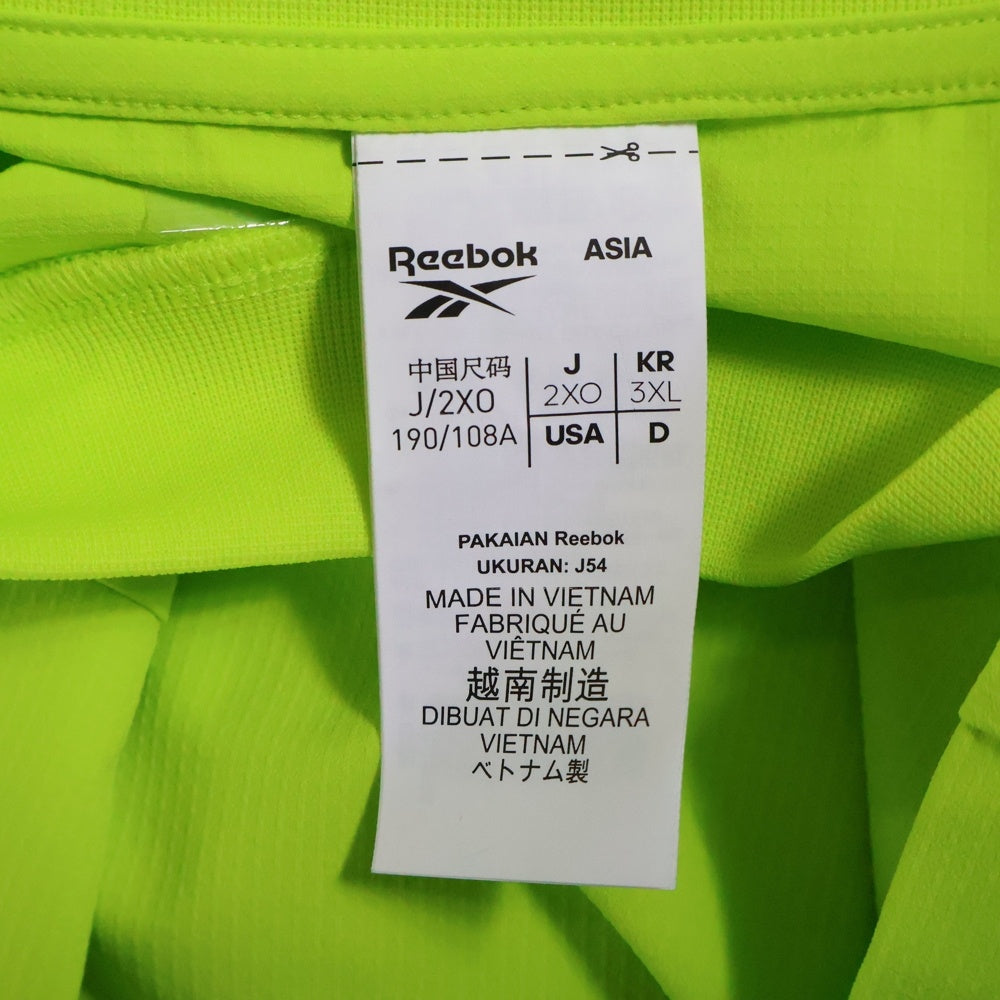 Reebok ASIA
中国尺码
J/2XO
190/108A
J
2XO
KR
3XL
USA
D
PAKAIAN Reebok
UKURAN: J54
MADE IN VIETNAM
FABRIQUÉ AU
VIÊTNAM
越南制造
DIBUAT DI NEGARA
VIETNAM
ベトナム製